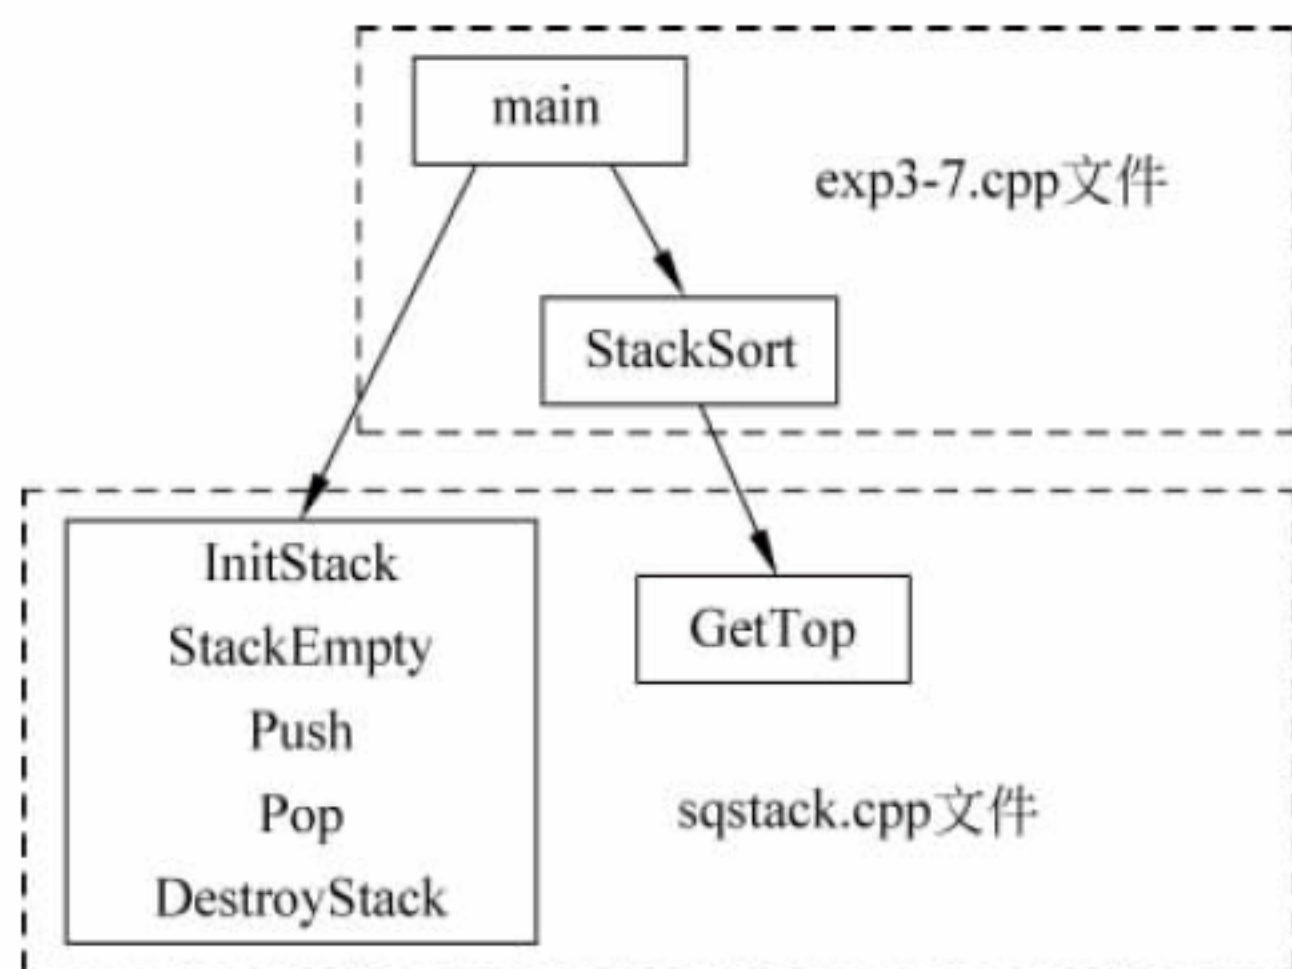 main
exp3-7.cpp文件
StackSort
InitStack
StackEmpty
Push
Pop
DestroyStack
GetTop
sqstack.cpp文件